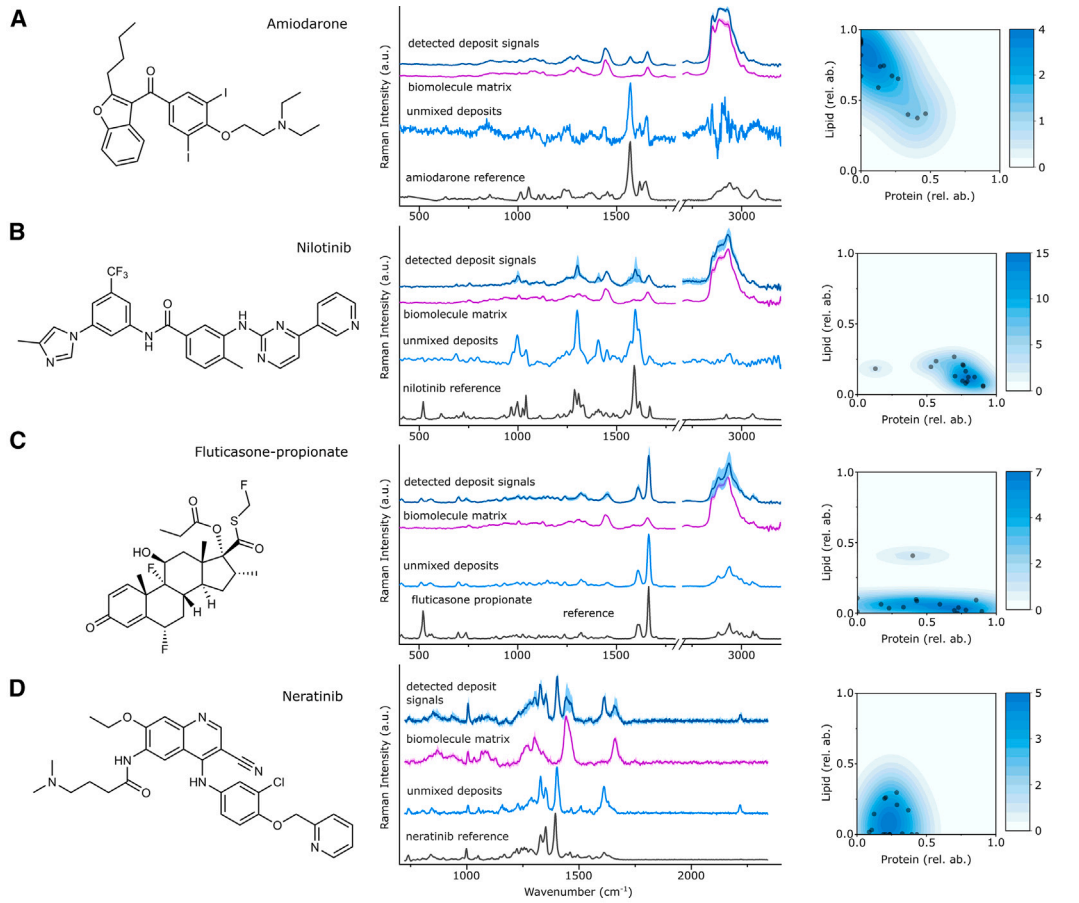 A
Amiodarone
O
O
I
I
O
N
Raman Intensity (a.u.)
detected deposit signals
biomolecule matrix
unmixed deposits
amiodarone reference
500
1000
1500
3000
Lipid (rel. ab.)
1.0
0.5
0.0
0.0
0.5
1.0
Protein (rel. ab.)
4
2
1
0
B
Nilotinib
CF3
N
N
O
N
H
H
N
N
N
N
Raman Intensity (a.u.)
detected deposit signals
biomolecule matrix
unmixed deposits
nilotinib reference
500
1000
1500
3000
Lipid (rel. ab.)
1.0
0.5
0.0
0.0
0.5
1.0
Protein (rel. ab.)
15
10
5
0
C
Fluticasone-propionate
F
O
S
O
O
HO
F
H
H
O
F
Raman Intensity (a.u.)
detected deposit signals
biomolecule matrix
unmixed deposits
fluticasone propionate reference
500
1000
1500
3000
Lipid (rel. ab.)
1.0
0.5
0.0
0.0
0.5
1.0
Protein (rel. ab.)
7
5
4
2
0
D
Neratinib
O
N
HN
N
O
N
HN
Cl
O
N
Raman Intensity (a.u.)
detected deposit
signals
biomolecule matrix
unmixed deposits
neratinib reference
1000
1500
2000
Wavenumber (cm-1)
Lipid (rel. ab.)
1.0
0.5
0.0
0.0
0.5
1.0
Protein (rel. ab.)
5
3
2
0